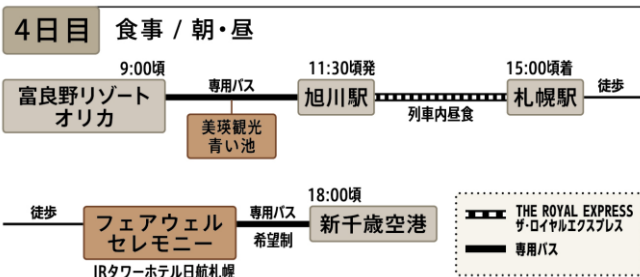 4日目 食事 / 朝・昼
9:00頃
専用バス
11:30頃発
15:00頃着
富良野リゾート
オリカ
旭川駅
札幌駅
徒歩
列車内昼食
美瑛観光
青い池
18:00頃
徒歩
フェアウェル
セレモニー
専用バス
希望制
新千歳空港
JRタワーホテル日航札幌
THE ROYAL EXPRESS
ザ・ロイヤルエクスプレス
専用バス